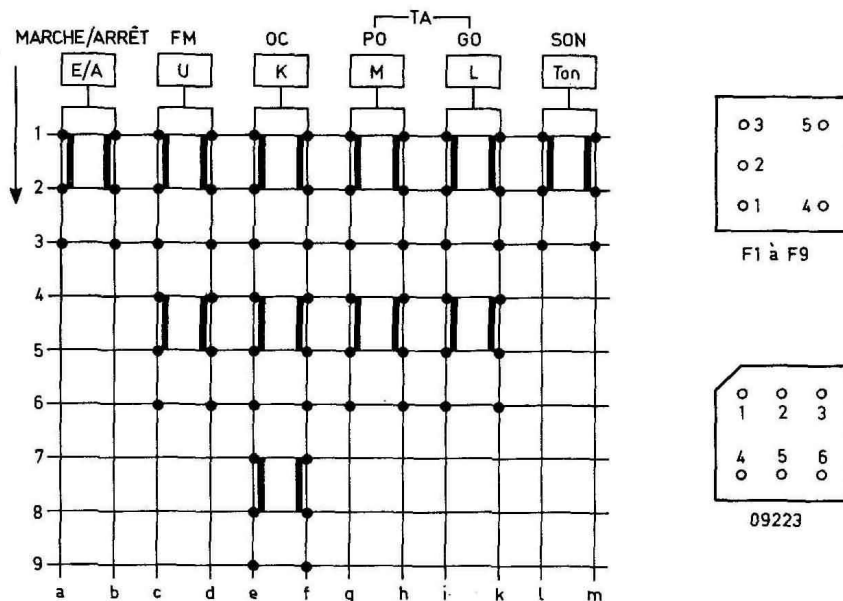 TA
MARCHE/ARRÊT FM OC PO GO SON
E/A U K M L Ton
1
2
3
4
5
6
7
8
9
a b c d e f g h i k l m
3 5
2
1 4
F1 à F9
1 2 3
4 5 6
09223